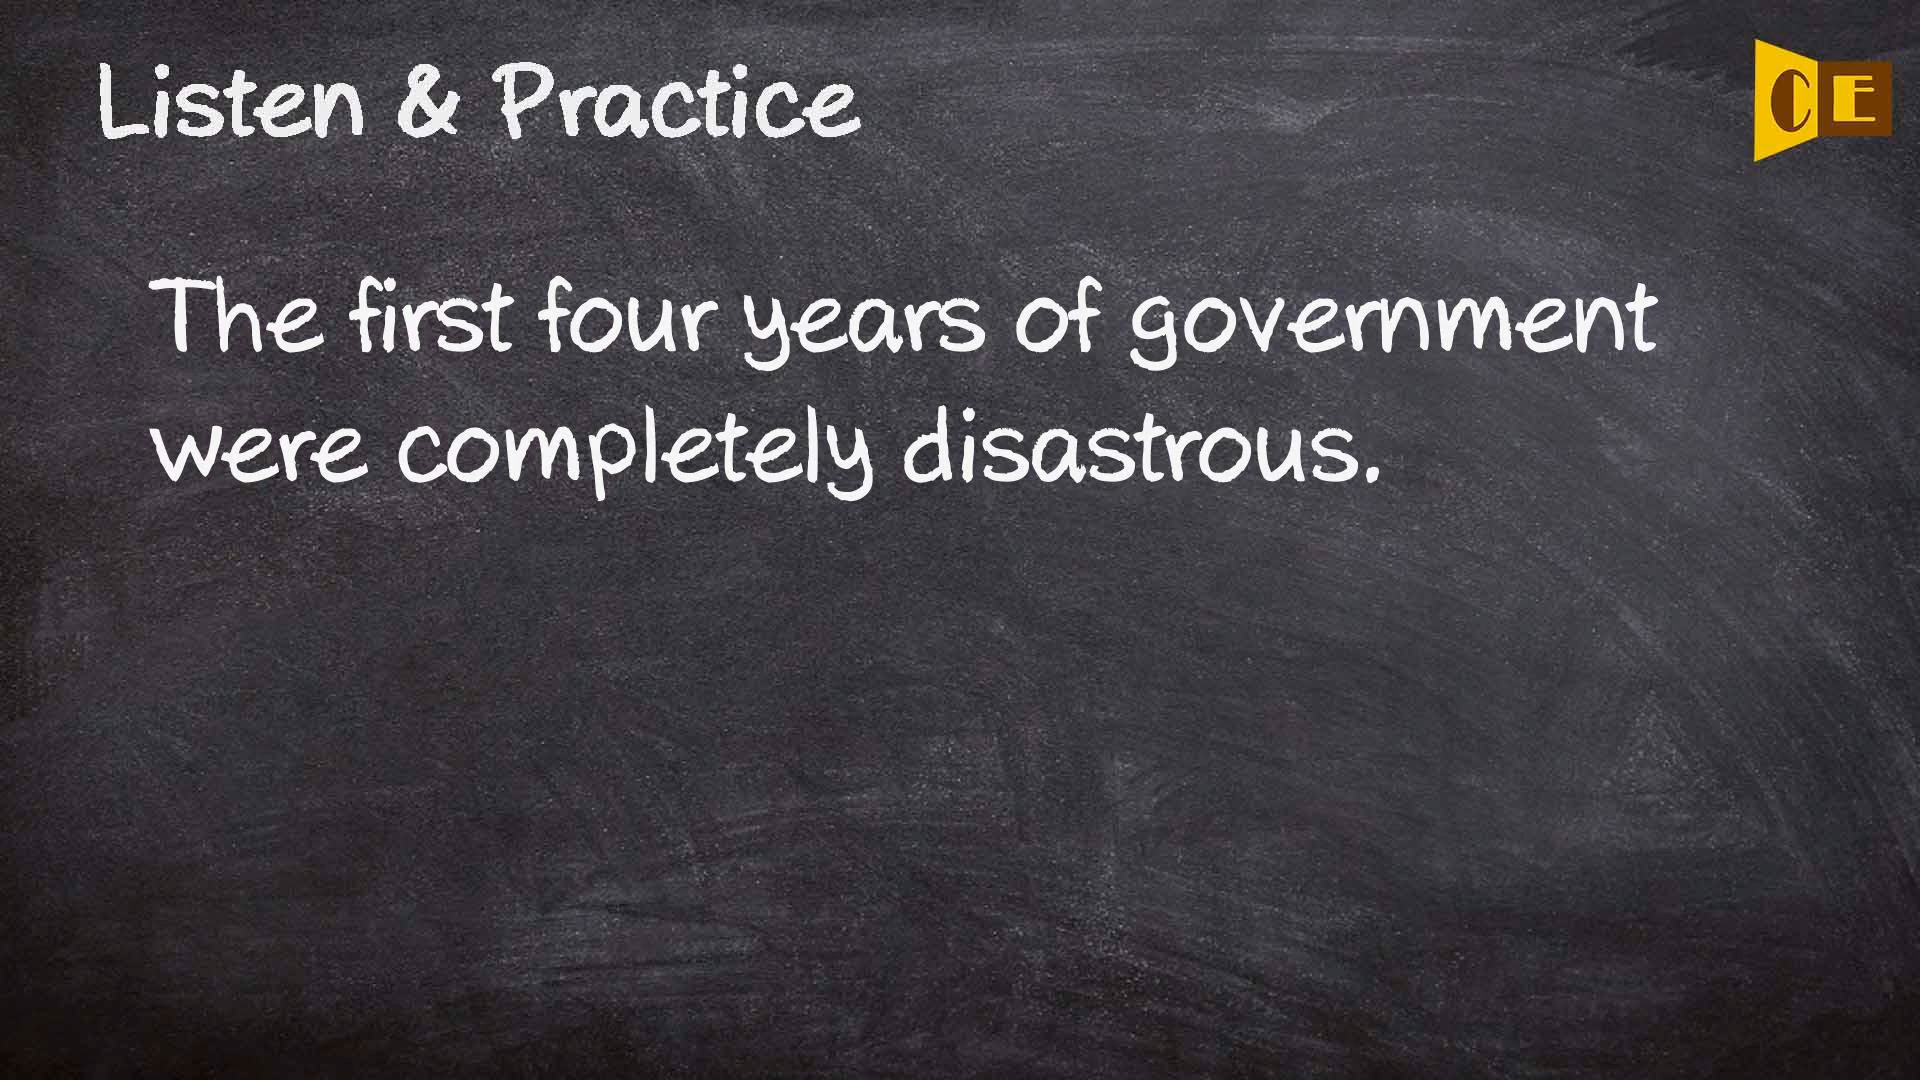 Listen & Practice
CE
The first four years of government
were completely disastrous.